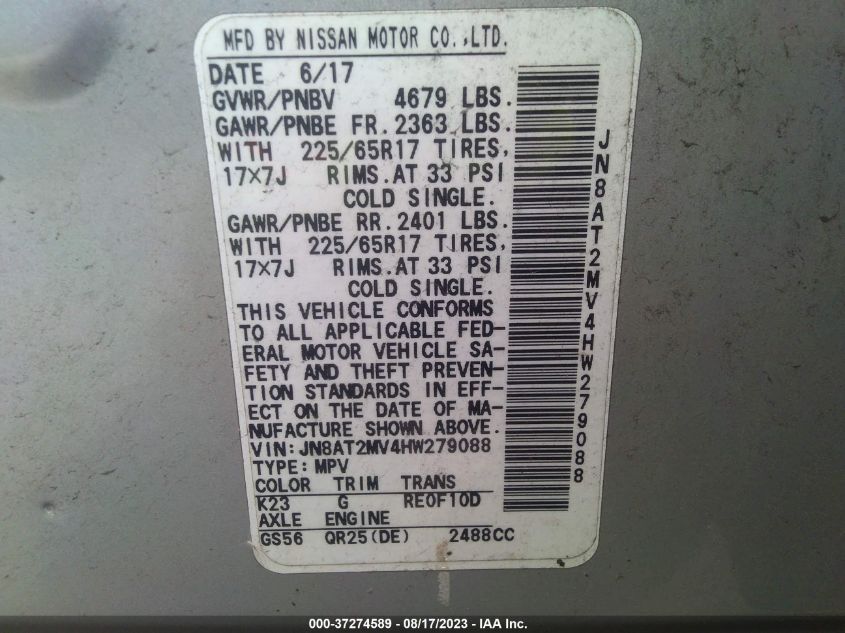 MFD BY NISSAN MOTOR CO.,LTD.
DATE 6/17
GVWR/PNBV 4679 LBS.
GAWR/PNBE FR. 2363 LBS.
WITH 225/65R17 TIRES,
17×7J RIMS.AT 33 PSI
COLD SINGLE.
GAWR/PNBE RR. 2401 LBS.
WITH 225/65R17 TIRES,
17×7J RIMS.AT 33 PSI
COLD SINGLE.
THIS VEHICLE CONFORMS
TO ALL APPLICABLE FED-
ERAL MOTOR VEHICLE SA-
FETY AND THEFT PREVEN-
TION STANDARDS IN EFF-
ECT ON THE DATE OF MA-
NUFACTURE SHOWN ABOVE.
VIN:JN8AT2MV4HW279088
TYPE:MPV
COLOR TRIM TRANS
K23 G RE0F10D
AXLE ENGINE
GS56 QR25(DE) 2488CC
JN8AT2MV4HW279088
000-37274589 - 08/17/2023 - IAA Inc.